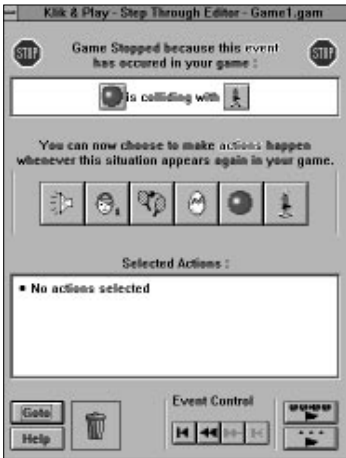 Klik & Play - Step Through Editor - Game1.gam
STOP
Game Stopped because this event
has occured in your game :
STOP
is colliding with
You can now choose to make actions happen
whenever this situation appears again in your game.
Selected Actions :
• No actions selected
Goto
Help
Event Control